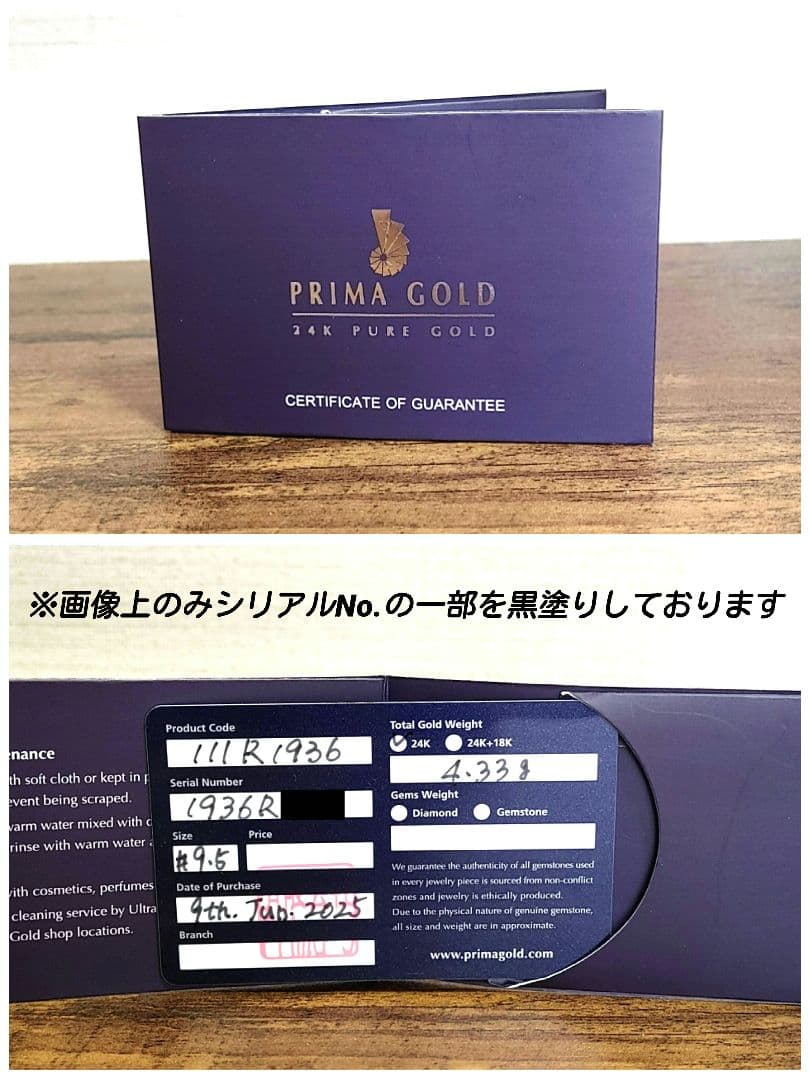 PRIMA GOLD
24K PURE GOLD
CERTIFICATE OF GUARANTEE
※画像上のみシリアルNo.の一部を黒塗りしております
nance
th soft cloth or kept in p
event being scraped.
warm water mixed with d
rinse with warm water a
with cosmetics, perfumes
cleaning service by Ultra
Gold shop locations.
Product Code
111R1936
Serial Number
1936R
Size
#9.5
Price
Date of Purchase
9th. Jun. 2025
Branch
Total Gold Weight
24K
24K+18K
4.33g
Gems Weight
Diamond
Gemstone
We guarantee the authenticity of all gemstones used
in every jewelry piece is sourced from non-conflict
zones and jewelry is ethically produced.
Due to the physical nature of genuine gemstone,
all size and weight are in approximate.
www.primagold.com